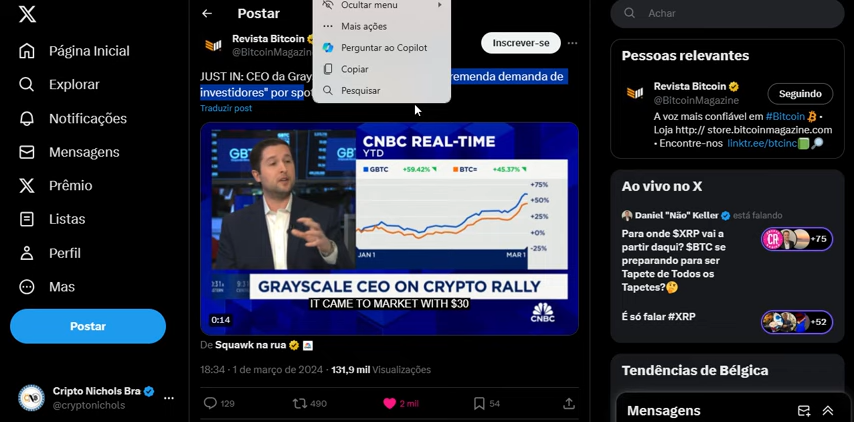 Postar
Página Inicial
Explorar
Notificações
Mensagens
Prêmio
Listas
Perfil
Mas
Postar
Cripto Nichols Bra
@cryptonichols
Ocultar menu
Mais ações
Perguntar ao Copilot
Copiar
Pesquisar
Revista Bitcoin
@BitcoinMagazin
Inscrever-se
JUST IN: CEO da Gray
remenda demanda de
investidores" por spot
Traduzir post
CNBC REAL-TIME
YTD
GBTC +59.42% BTC= +45.37%
+75%
+50%
+25%
0%
-25%
JAN 1 MAR 1
GRAYSCALE CEO ON CRYPTO RALLY
IT CAME TO MARKET WITH $30
0:14
CNBC
De Squawk na rua
18:34 · 1 de março de 2024 · 131,9 mil Visualizações
129 490 2 mil 54
Achar
Pessoas relevantes
Revista Bitcoin
@BitcoinMagazine
Seguindo
A voz mais confiável em #Bitcoin •
Loja http:// store.bitcoinmagazine.com
• Encontre-nos linktr.ee/btcinc
Ao vivo no X
Daniel "Não" Keller está falando
Para onde $XRP vai a
partir daqui? $BTC se
preparando para ser
Tapete de Todos os
Tapetes?
+75
É só falar #XRP
+52
Tendências de Bélgica
Mensagens